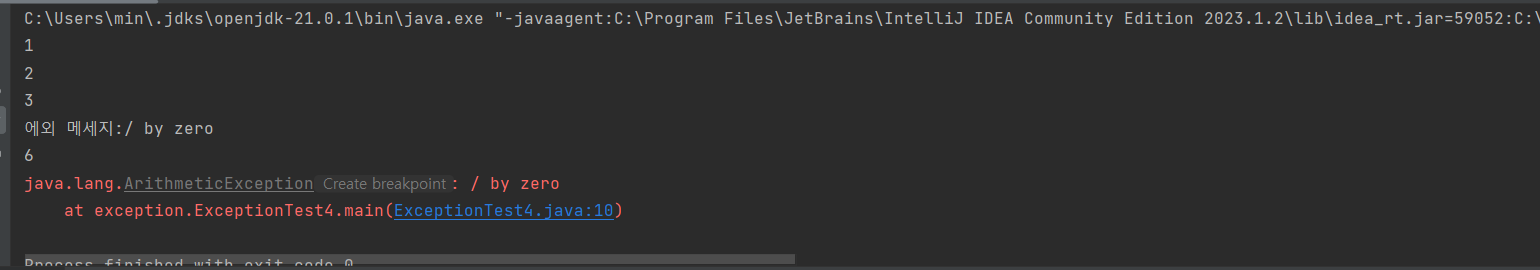 C:\Users\min\.jdks\openjdk-21.0.1\bin\java.exe "-javaagent:C:\Program Files\JetBrains\IntelliJ IDEA Community Edition 2023.1.2\lib\idea_rt.jar=59052:C:\
1
2
3
에외 메세지:/ by zero
6
java.lang.ArithmeticException Create breakpoint : / by zero
at exception.ExceptionTest4.main(ExceptionTest4.java:10)
Process finished with exit code 0